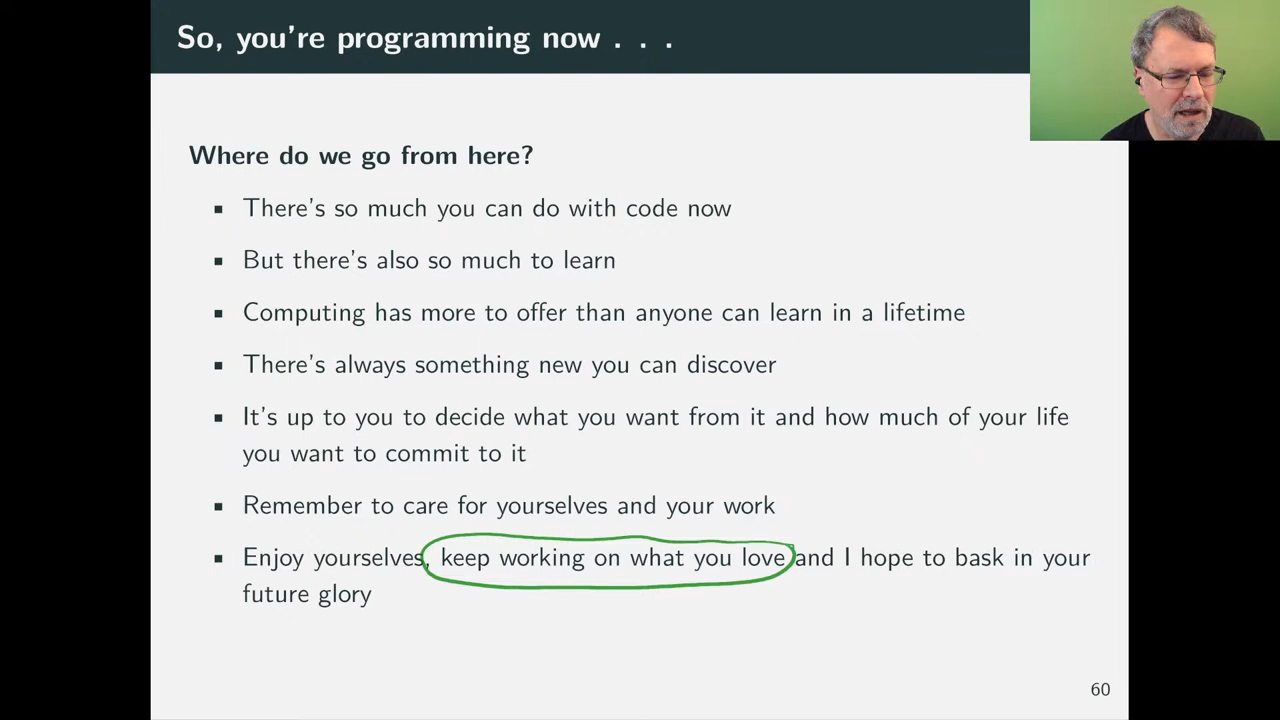 So, you're programming now . . .
Where do we go from here?
▪ There's so much you can do with code now
▪ But there's also so much to learn
▪ Computing has more to offer than anyone can learn in a lifetime
▪ There's always something new you can discover
▪ It's up to you to decide what you want from it and how much of your life
you want to commit to it
▪ Remember to care for yourselves and your work
▪ Enjoy yourselves, keep working on what you love and I hope to bask in your
future glory
60